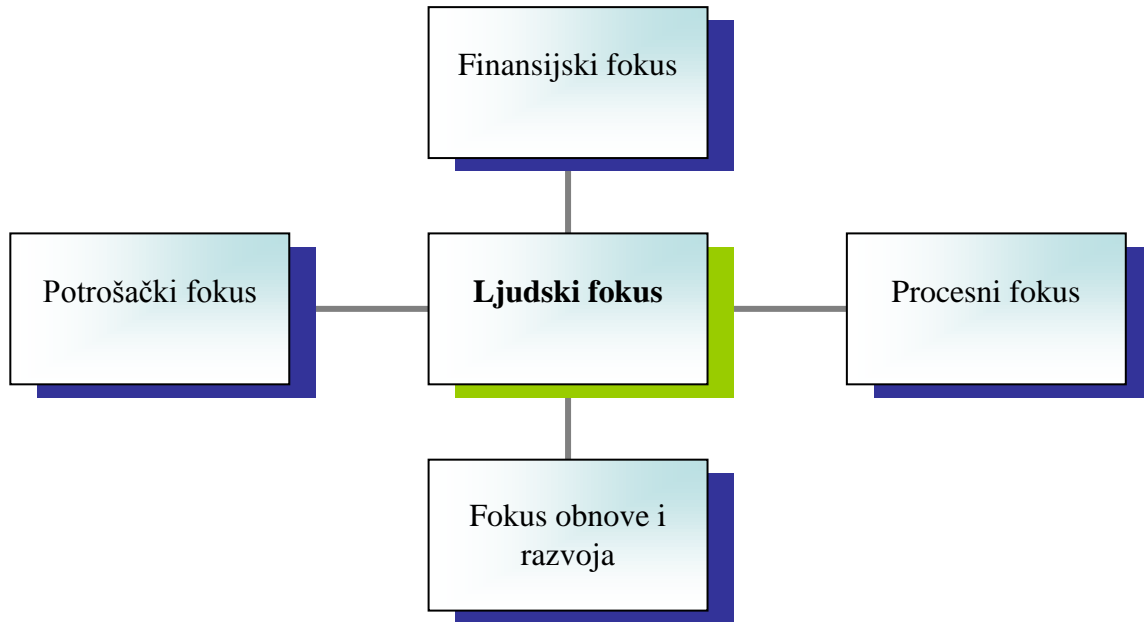 Finansijski fokus
Potrošački fokus
Ljudski fokus
Procesni fokus
Fokus obnove i
razvoja